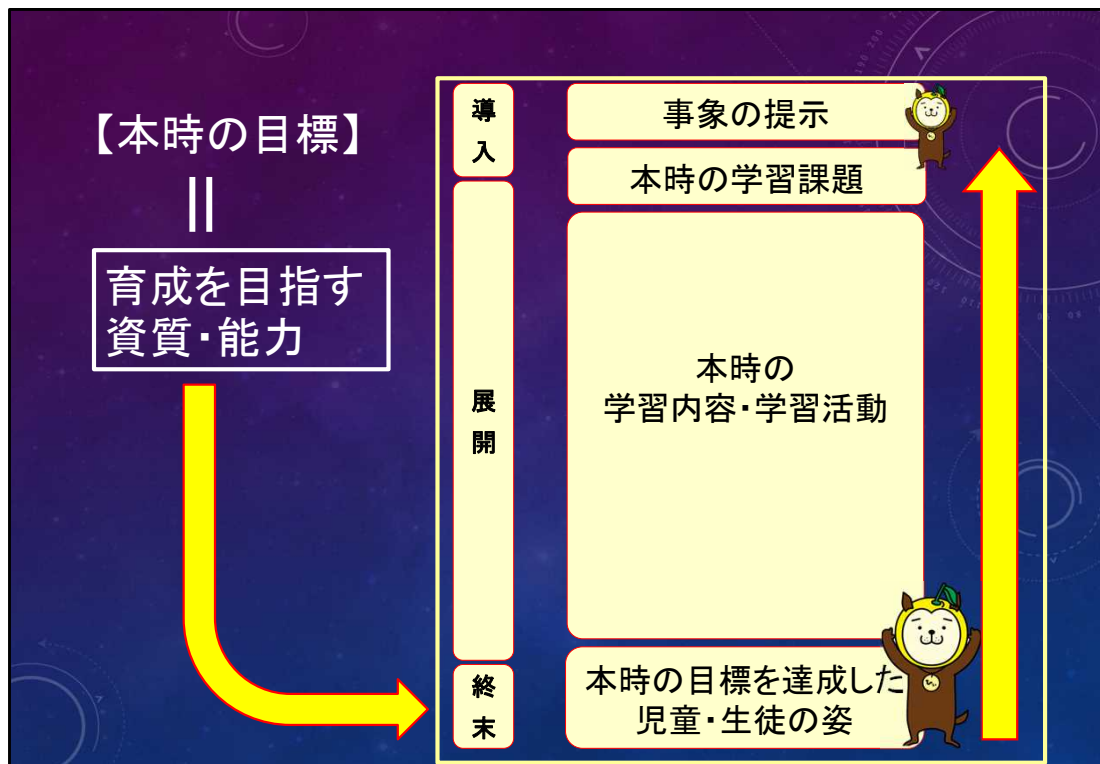 【本時の目標】
||
育成を目指す
資質・能力
導入
事象の提示
本時の学習課題
展開
本時の
学習内容・学習活動
終末
本時の目標を達成した
児童・生徒の姿